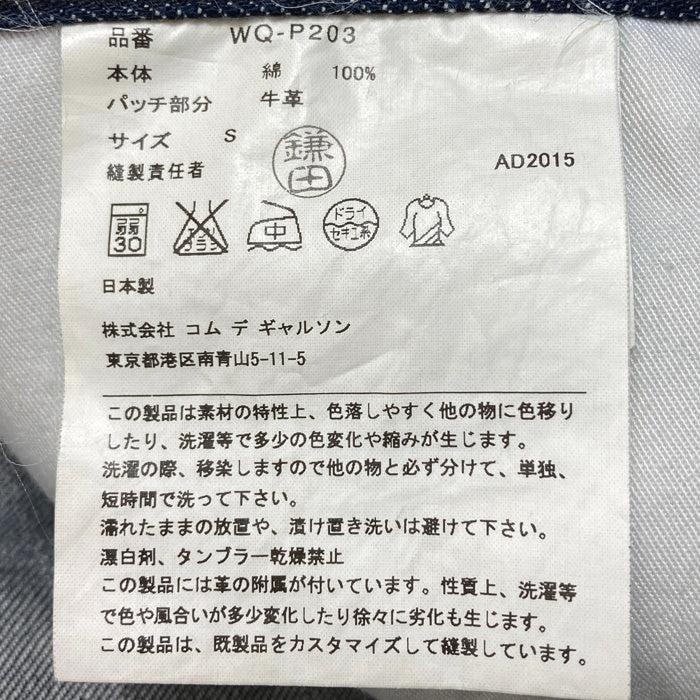 品番 WQ-P203
本体 綿 100%
パッチ部分 牛革
サイズ S
縫製責任者 鎌田
AD2015
弱 30 エンソサラシ 中 ドライ セキユ系
日本製
株式会社 コム デ ギャルソン
東京都港区南青山5-11-5
この製品は素材の特性上、色落しやすく他の物に色移り
したり、洗濯等で多少の色変化や縮みが生じます。
洗濯の際、移染しますので他の物と必ず分けて、単独、
短時間で洗って下さい。
濡れたままの放置や、漬け置き洗いは避けて下さい。
漂白剤、タンブラー乾燥禁止
この製品には革の附属が付いています。性質上、洗濯等
で色や風合いが多少変化したり徐々に劣化も生じます。
この製品は、既製品をカスタマイズして縫製しています。